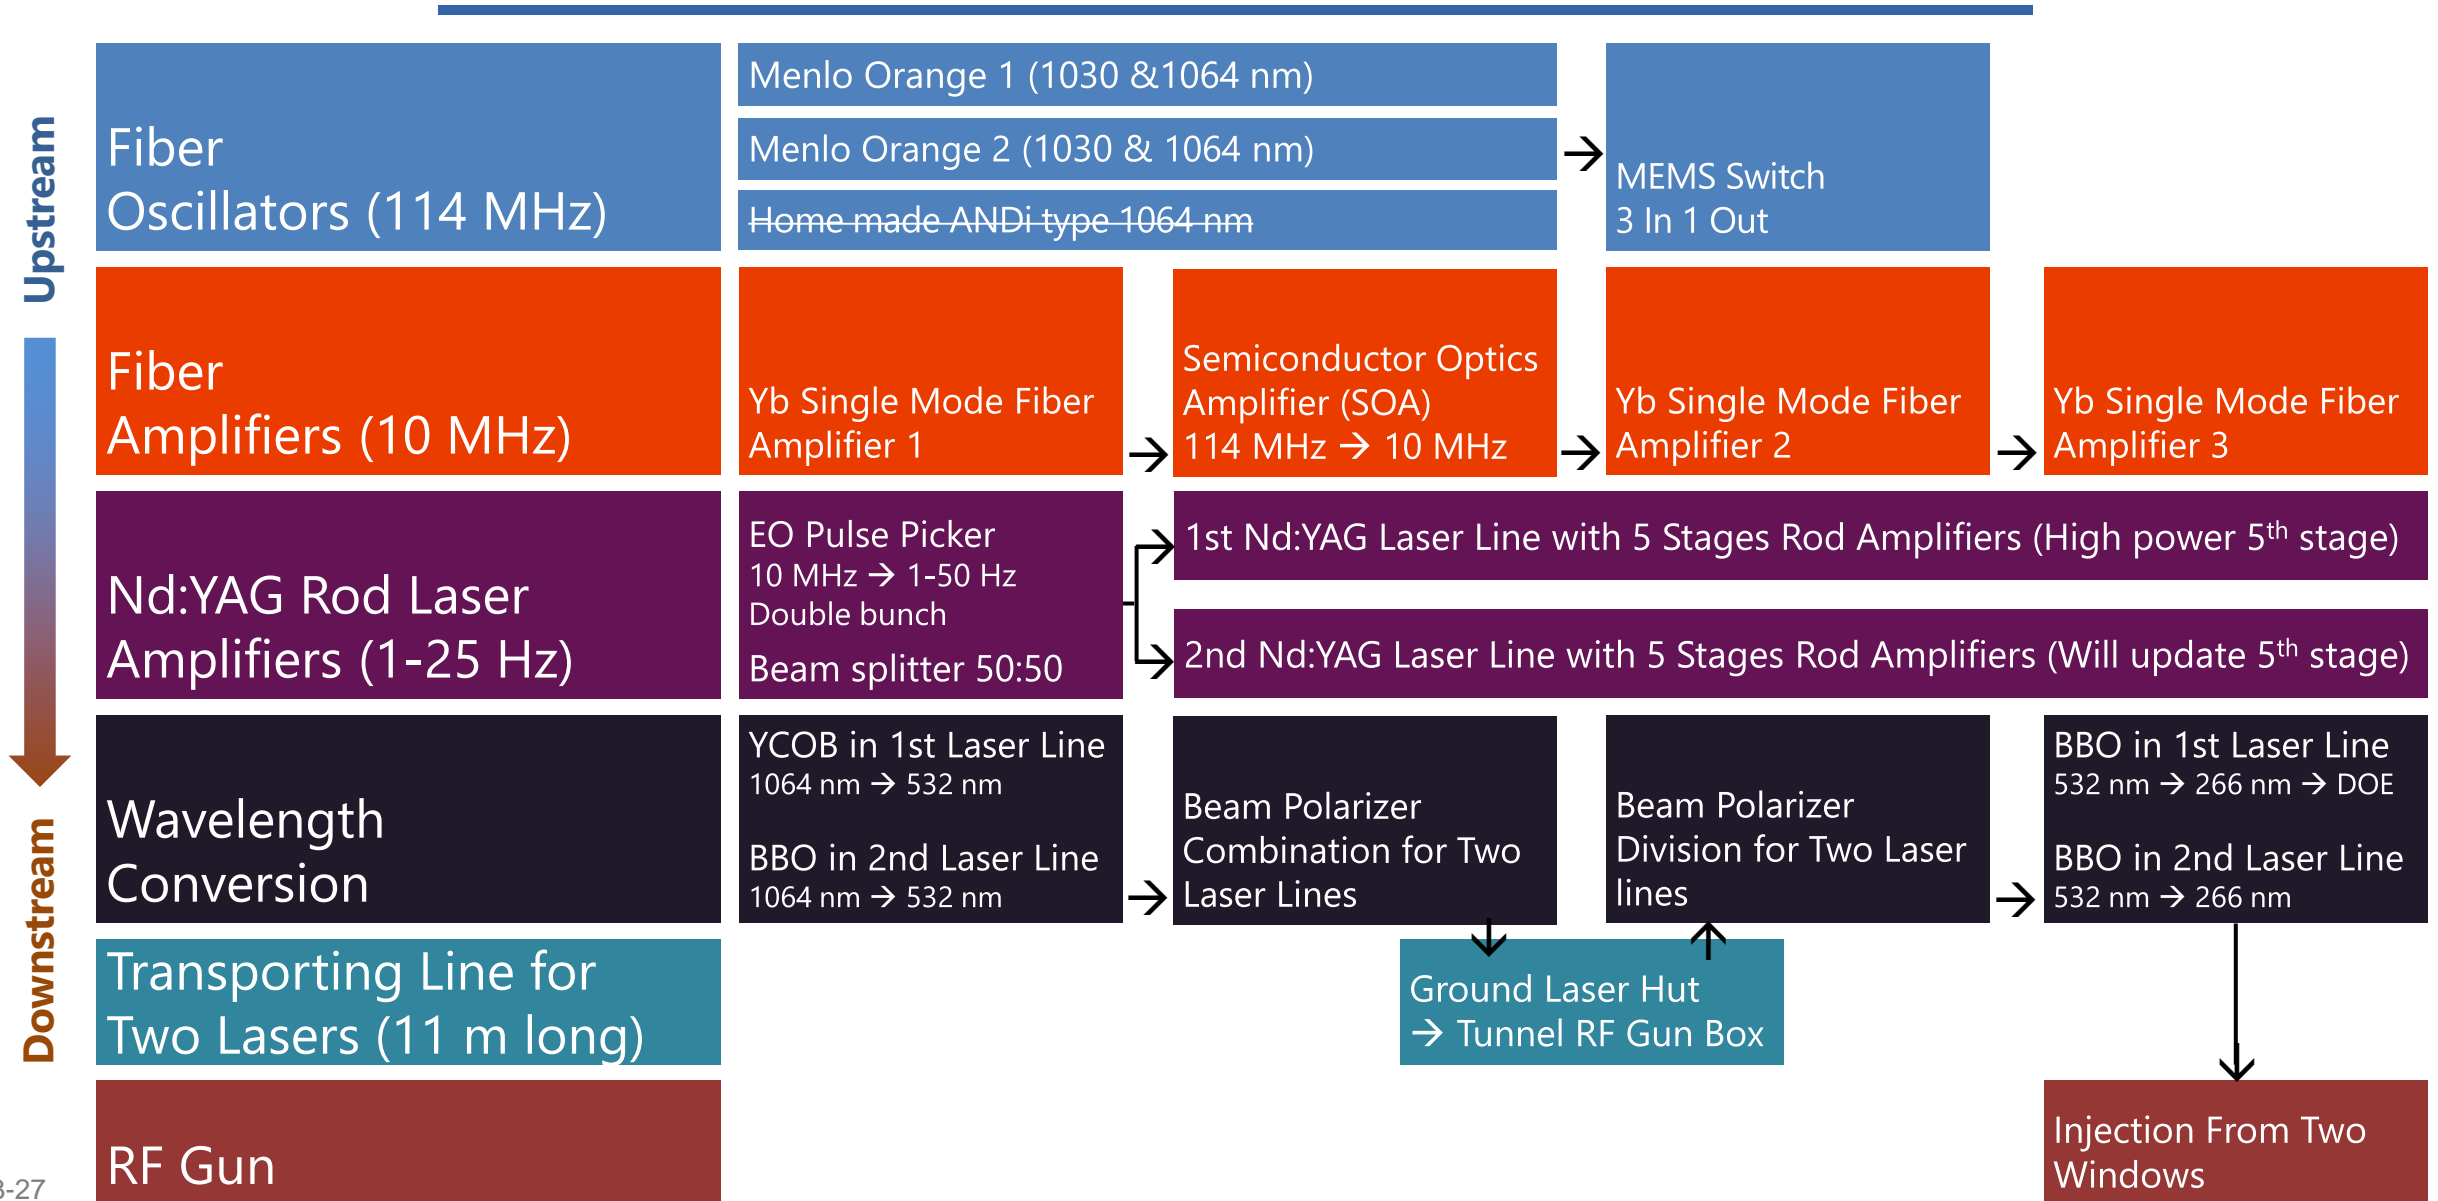 Upstream
Downstream
Fiber
Oscillators (114 MHz)
Menlo Orange 1 (1030 &1064 nm)
Menlo Orange 2 (1030 & 1064 nm)
Home made ANDi type 1064 nm
→
MEMS Switch
3 In 1 Out
Fiber
Amplifiers (10 MHz)
Yb Single Mode Fiber
Amplifier 1
→
Semiconductor Optics
Amplifier (SOA)
114 MHz → 10 MHz
→
Yb Single Mode Fiber
Amplifier 2
→
Yb Single Mode Fiber
Amplifier 3
Nd:YAG Rod Laser
Amplifiers (1-25 Hz)
EO Pulse Picker
10 MHz → 1-50 Hz
Double bunch
Beam splitter 50:50
1st Nd:YAG Laser Line with 5 Stages Rod Amplifiers (High power 5th stage)
2nd Nd:YAG Laser Line with 5 Stages Rod Amplifiers (Will update 5th stage)
Wavelength
Conversion
YCOB in 1st Laser Line
1064 nm → 532 nm
BBO in 2nd Laser Line
1064 nm → 532 nm
→
Beam Polarizer
Combination for Two
Laser Lines
Beam Polarizer
Division for Two Laser
lines
→
BBO in 1st Laser Line
532 nm → 266 nm → DOE
BBO in 2nd Laser Line
532 nm → 266 nm
Transporting Line for
Two Lasers (11 m long)
Ground Laser Hut
→ Tunnel RF Gun Box
RF Gun
Injection From Two
Windows
-27